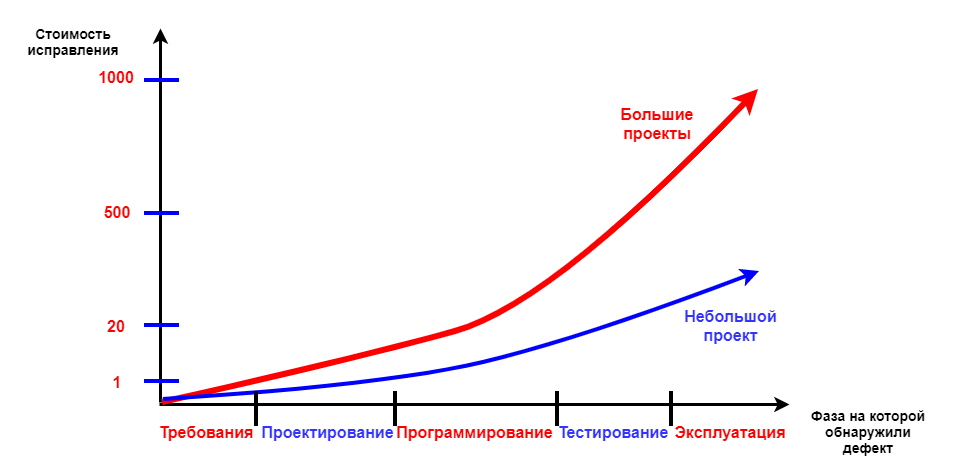 Стоимость
исправления
1000
500
20
1
Большие
проекты
Небольшой
проект
Требования Проектирование Программирование Тестирование Эксплуатация
Фаза на которой
обнаружили
дефект